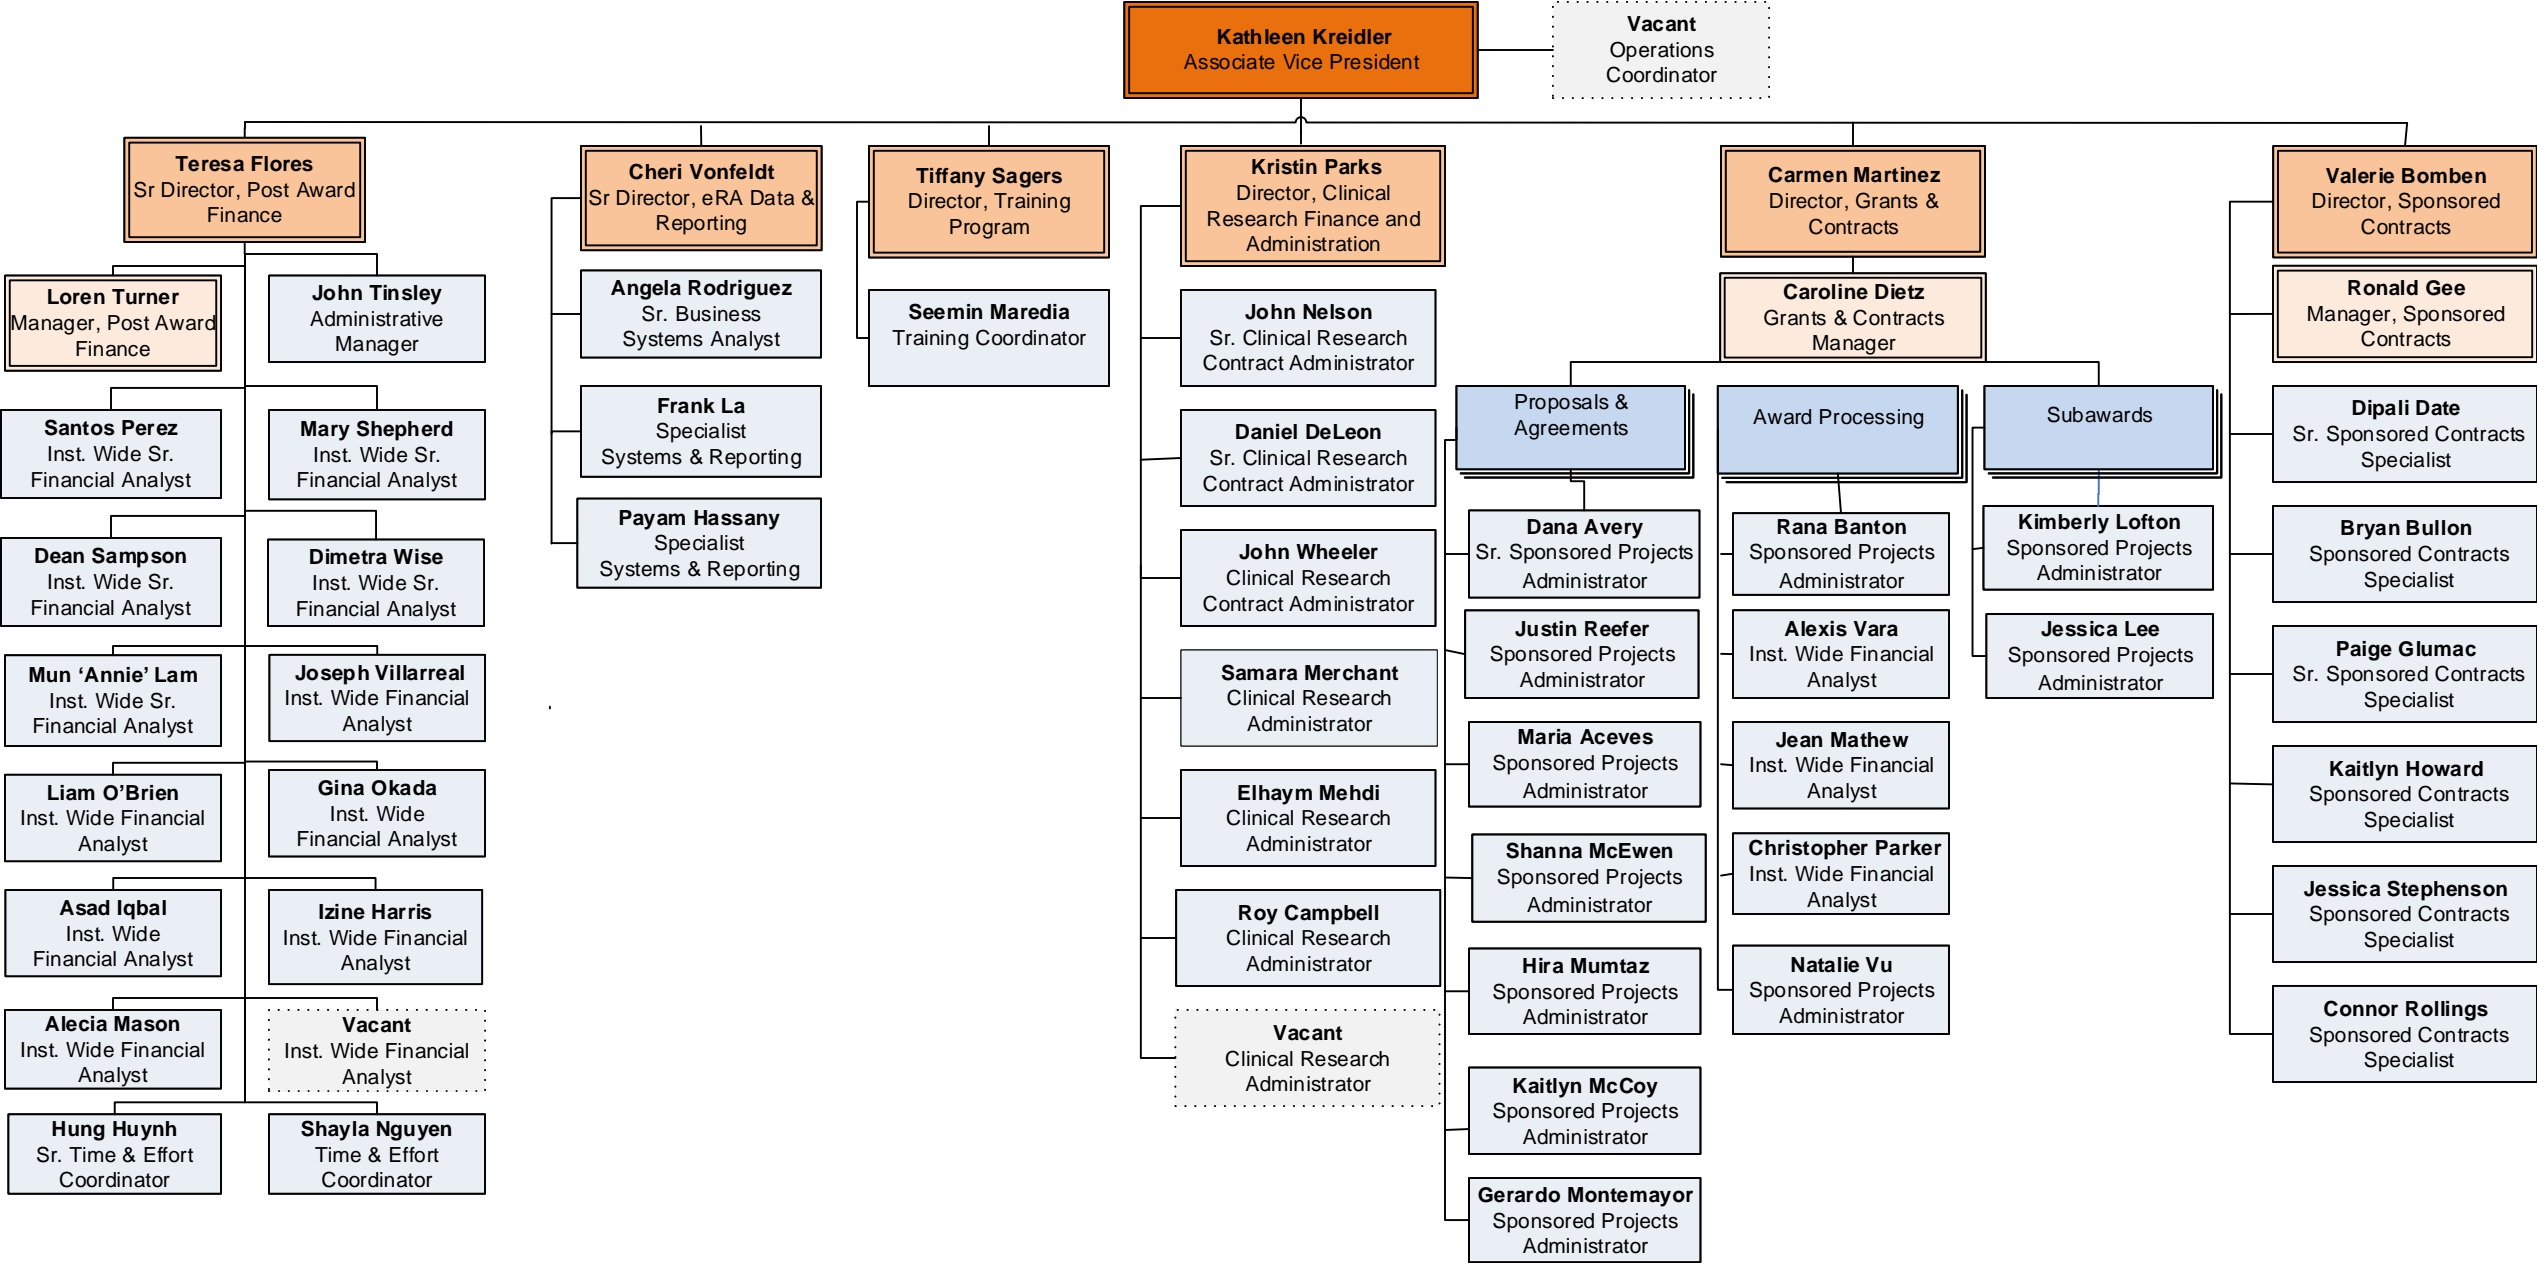 Kathleen Kreidler
Associate Vice President
Vacant
Operations
Coordinator
Teresa Flores
Sr Director, Post Award
Finance
Cheri Vonfeldt
Sr Director, eRA Data &
Reporting
Tiffany Sagers
Director, Training
Program
Kristin Parks
Director, Clinical
Research Finance and
Administration
Carmen Martinez
Director, Grants &
Contracts
Valerie Bomben
Director, Sponsored
Contracts
Loren Turner
Manager, Post Award
Finance
John Tinsley
Administrative
Manager
Santos Perez
Inst. Wide Sr.
Financial Analyst
Mary Shepherd
Inst. Wide Sr.
Financial Analyst
Dean Sampson
Inst. Wide Sr.
Financial Analyst
Dimetra Wise
Inst. Wide Sr.
Financial Analyst
Mun ‘Annie’ Lam
Inst. Wide Sr.
Financial Analyst
Joseph Villarreal
Inst. Wide Financial
Analyst
Liam O’Brien
Inst. Wide Financial
Analyst
Gina Okada
Inst. Wide
Financial Analyst
Asad Iqbal
Inst. Wide
Financial Analyst
Izine Harris
Inst. Wide Financial
Analyst
Alecia Mason
Inst. Wide Financial
Analyst
Vacant
Inst. Wide Financial
Analyst
Hung Huynh
Sr. Time & Effort
Coordinator
Shayla Nguyen
Time & Effort
Coordinator
Angela Rodriguez
Sr. Business
Systems Analyst
Frank La
Specialist
Systems & Reporting
Payam Hassany
Specialist
Systems & Reporting
Seemin Maredia
Training Coordinator
John Nelson
Sr. Clinical Research
Contract Administrator
Daniel DeLeon
Sr. Clinical Research
Contract Administrator
John Wheeler
Clinical Research
Contract Administrator
Samara Merchant
Clinical Research
Administrator
Elhaym Mehdi
Clinical Research
Administrator
Roy Campbell
Clinical Research
Administrator
Vacant
Clinical Research
Administrator
Caroline Dietz
Grants & Contracts
Manager
Proposals &
Agreements
Award Processing
Subawards
Dana Avery
Sr. Sponsored Projects
Administrator
Justin Reefer
Sponsored Projects
Administrator
Maria Aceves
Sponsored Projects
Administrator
Shanna McEwen
Sponsored Projects
Administrator
Hira Mumtaz
Sponsored Projects
Administrator
Kaitlyn McCoy
Sponsored Projects
Administrator
Gerardo Montemayor
Sponsored Projects
Administrator
Rana Banton
Sponsored Projects
Administrator
Alexis Vara
Inst. Wide Financial
Analyst
Jean Mathew
Inst. Wide Financial
Analyst
Christopher Parker
Inst. Wide Financial
Analyst
Natalie Vu
Sponsored Projects
Administrator
Kimberly Lofton
Sponsored Projects
Administrator
Jessica Lee
Sponsored Projects
Administrator
Ronald Gee
Manager, Sponsored
Contracts
Dipali Date
Sr. Sponsored Contracts
Specialist
Bryan Bullon
Sponsored Contracts
Specialist
Paige Glumac
Sr. Sponsored Contracts
Specialist
Kaitlyn Howard
Sponsored Contracts
Specialist
Jessica Stephenson
Sponsored Contracts
Specialist
Connor Rollings
Sponsored Contracts
Specialist